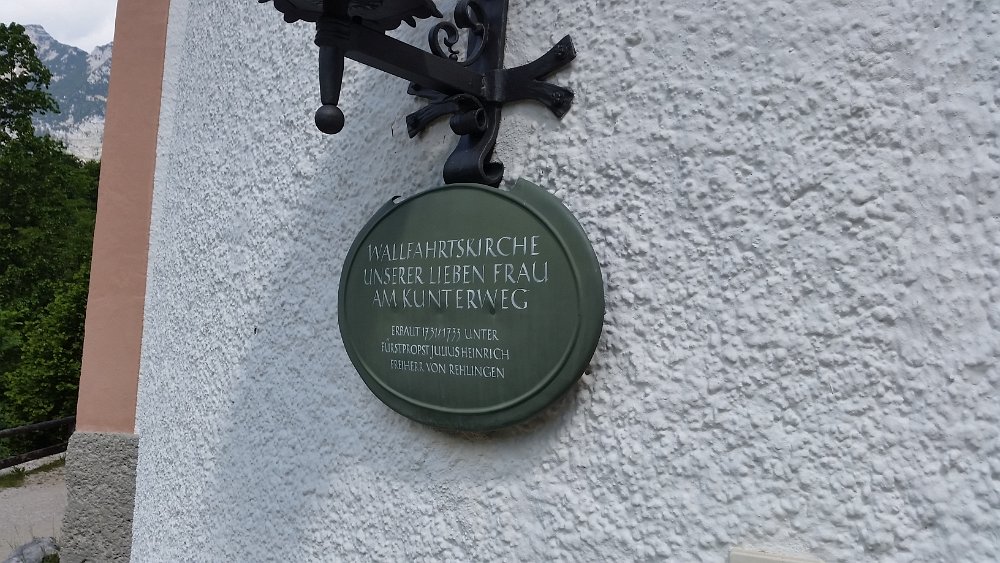 WALLFAHRTSKIRCHE
UNSERER LIEBEN FRAU
AM KUNTERWEG
ERBAUT 1731/1733 UNTER
FÜRSTPROPST JULIUS HEINRICH
FREIHERR VON REHLINGEN